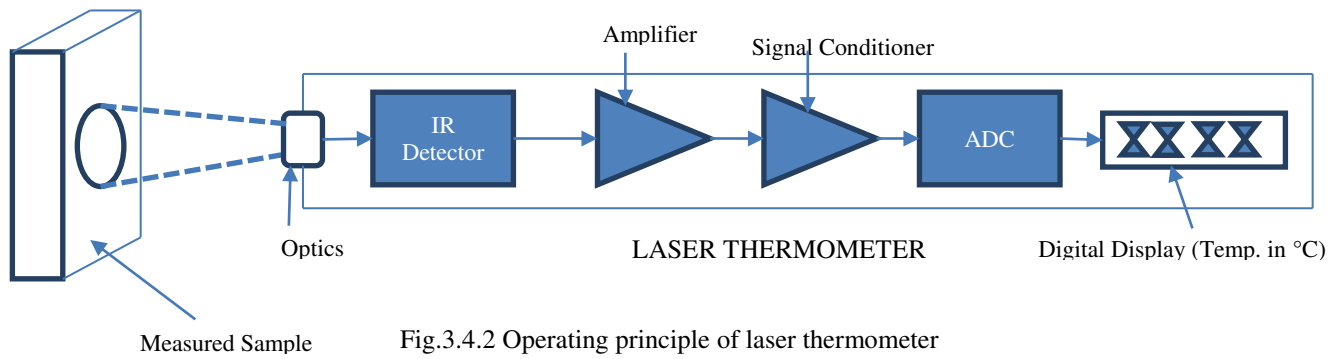 Amplifier
Signal Conditioner
IR
Detector
ADC
Optics
LASER THERMOMETER
Digital Display (Temp. in °C)
Measured Sample
Fig.3.4.2 Operating principle of laser thermometer